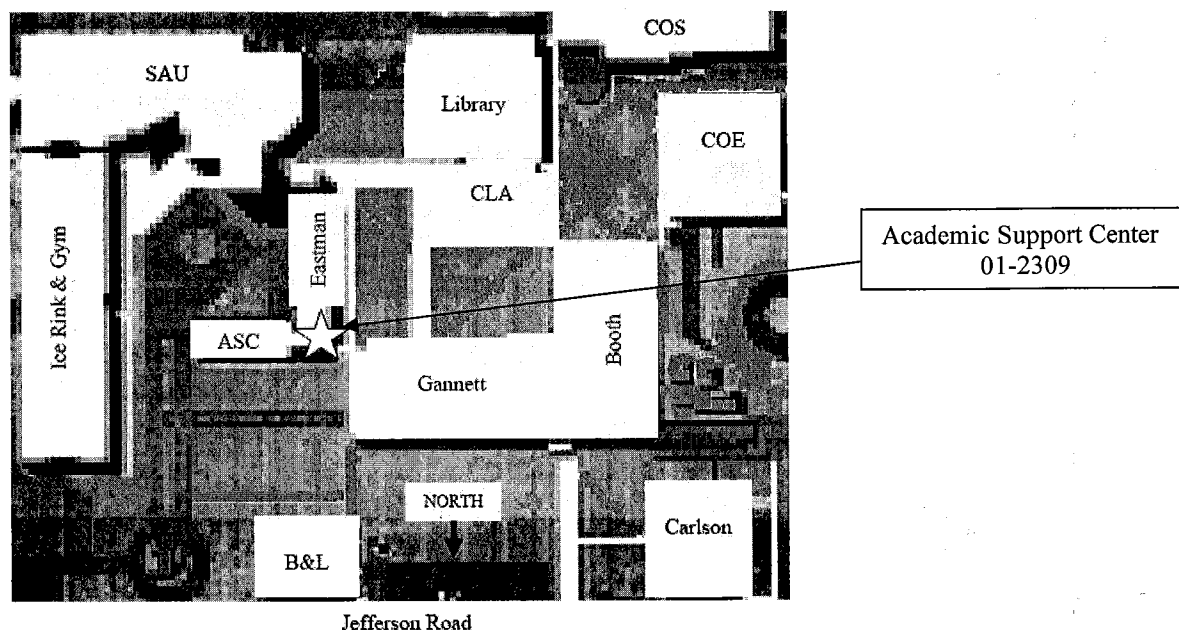 COS
SAU
Library
COE
CLA
Eastman
Academic Support Center
01-2309
Ice Rink & Gym
ASC
Booth
Gannett
NORTH
Carlson
B&L
Jefferson Road